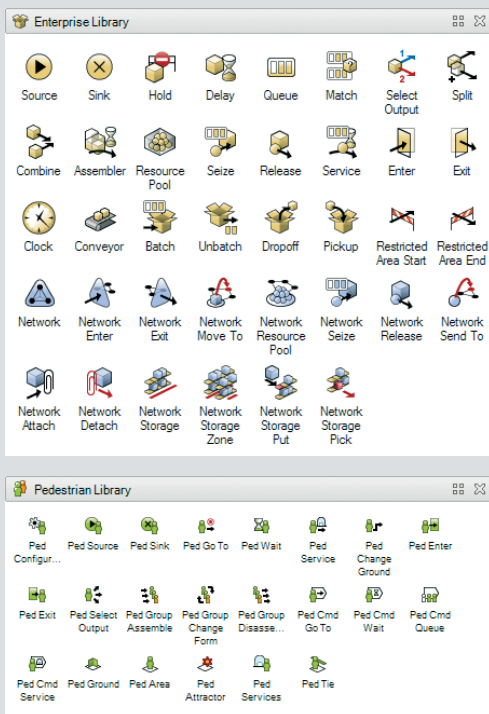 Enterprise Library
Source Sink Hold Delay Queue Match Select Split
Output
Combine Assembler Resource Seize Release Service Enter Exit
Pool
Clock Conveyor Batch Unbatch Dropoff Pickup Restricted Restricted
Area Start Area End
Network Network Network Network Network Network Network Network
Enter Exit Move To Resource Seize Release Send To
Pool
Network Network Network Network Network Network
Attach Detach Storage Storage Storage Storage
Zone Put Pick
Pedestrian Library
Ped Ped Source Ped Sink Ped Go To Ped Wait Ped Ped Ped Enter
Configur... Service Change
Ground
Ped Exit Ped Select Ped Group Ped Group Ped Group Ped Cmd Ped Cmd Ped Cmd
Output Assemble Change Disasse... Go To Wait Queue
Form
Ped Cmd Ped Ground Ped Area Ped Ped Ped Tie
Service Attractor Services